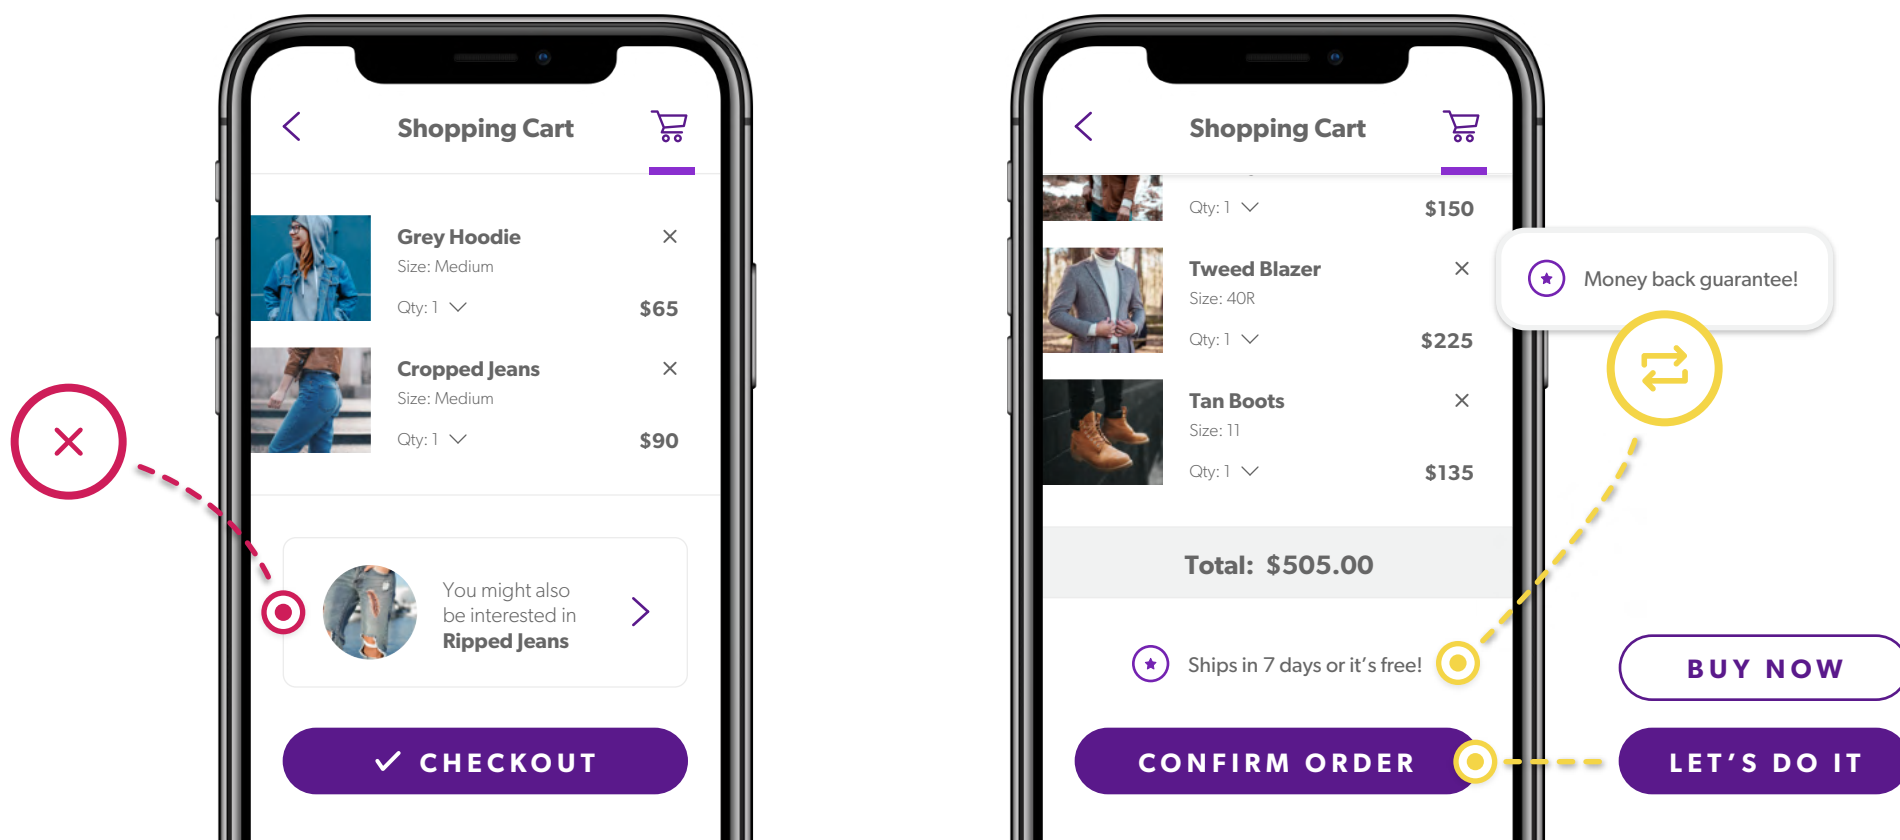 Shopping Cart
Grey Hoodie
Size: Medium
Qty: 1
$65
Cropped Jeans
Size: Medium
Qty: 1
$90
You might also
be interested in
Ripped Jeans
CHECKOUT
Shopping Cart
Qty: 1
$150
Tweed Blazer
Size: 40R
Qty: 1
$225
Tan Boots
Size: 11
Qty: 1
$135
Total: $505.00
Ships in 7 days or it's free!
CONFIRM ORDER
Money back guarantee!
BUY NOW
LET'S DO IT